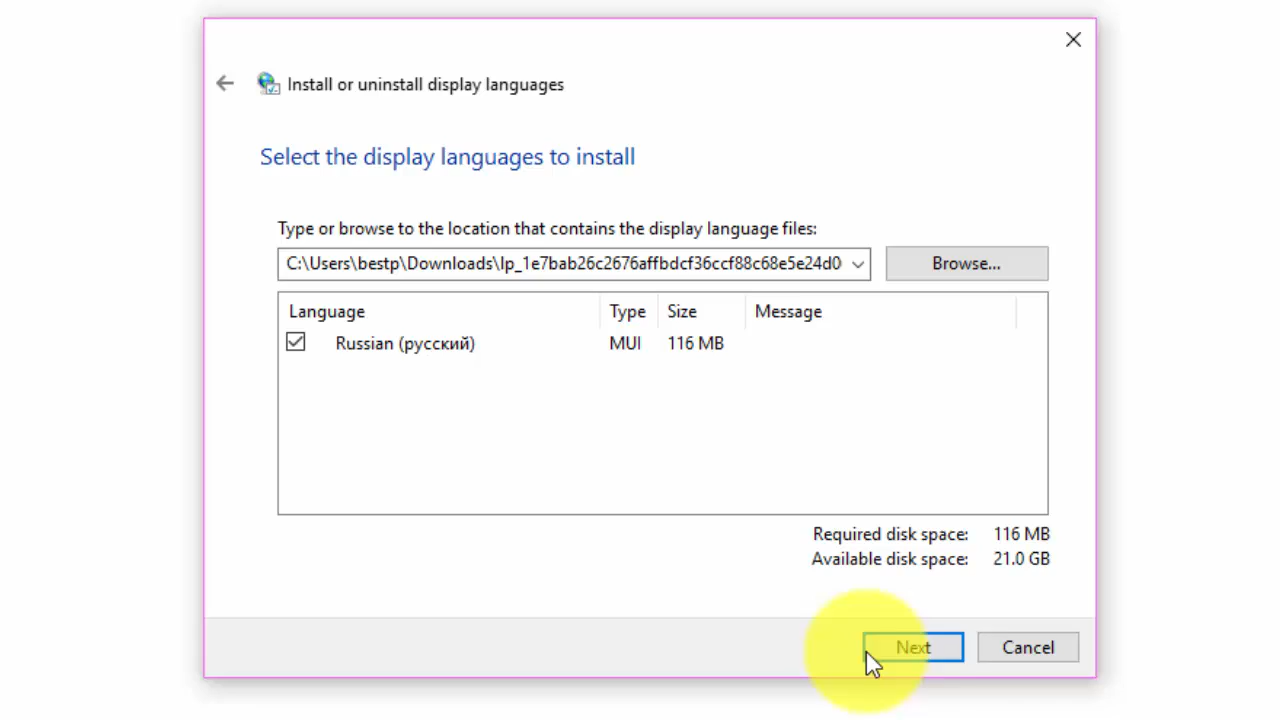 Install or uninstall display languages
Select the display languages to install
Type or browse to the location that contains the display language files:
C:\Users\bestp\Downloads\lp_1e7bab26c2676affbdcf36ccf88c68e5e24d0 Browse...
Language Type Size Message
Russian (русский) MUI 116 MB
Required disk space: 116 MB
Available disk space: 21.0 GB
Next Cancel